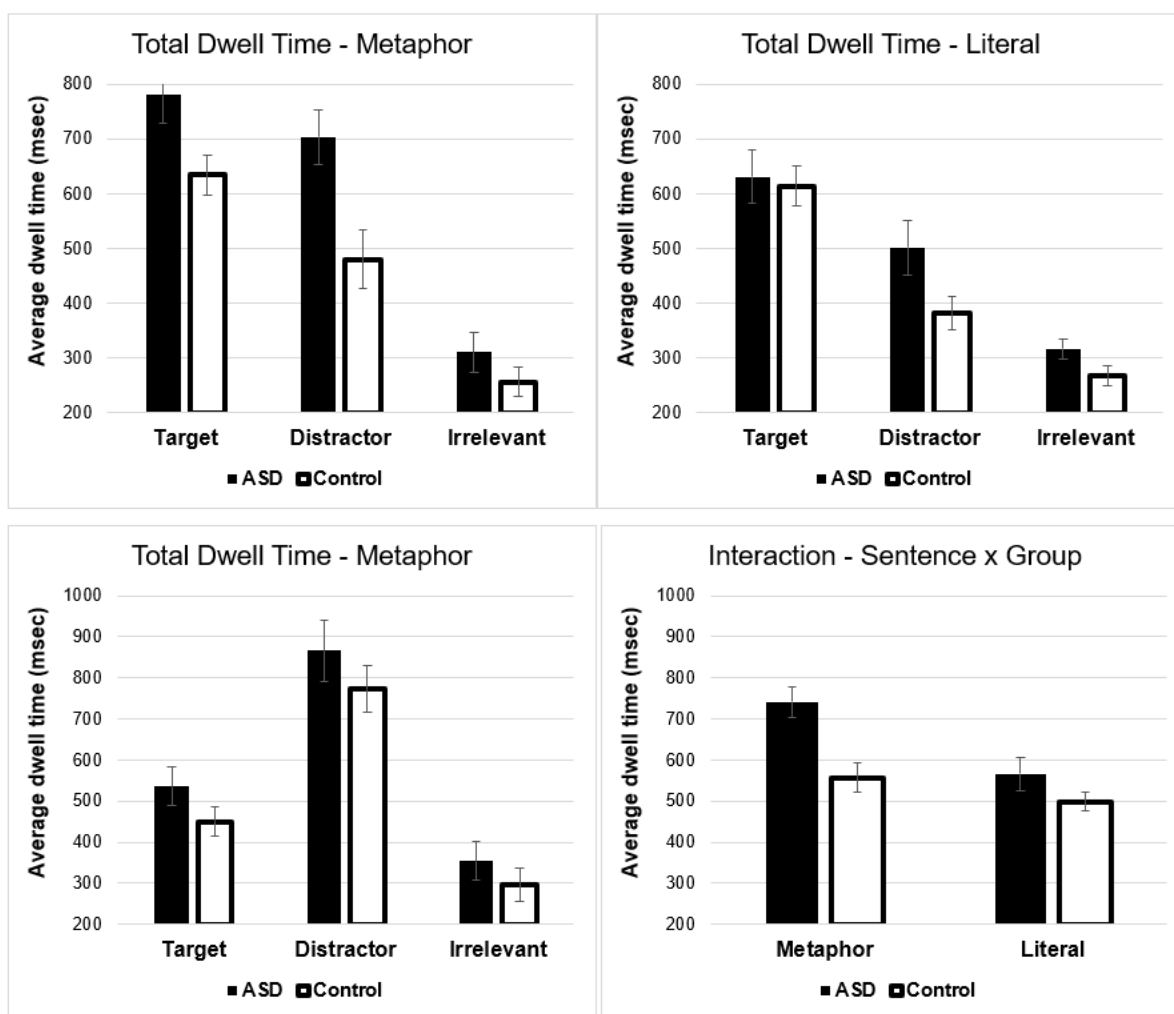 Total Dwell Time - Metaphor
Average dwell time (msec)
800
700
600
500
400
300
200
Target Distractor Irrelevant
ASD Control
Total Dwell Time - Literal
Average dwell time (msec)
800
700
600
500
400
300
200
Target Distractor Irrelevant
ASD Control
Total Dwell Time - Metaphor
Average dwell time (msec)
1000
900
800
700
600
500
400
300
200
Target Distractor Irrelevant
ASD Control
Interaction - Sentence x Group
Average dwell time (msec)
1000
900
800
700
600
500
400
300
200
Metaphor Literal
ASD Control